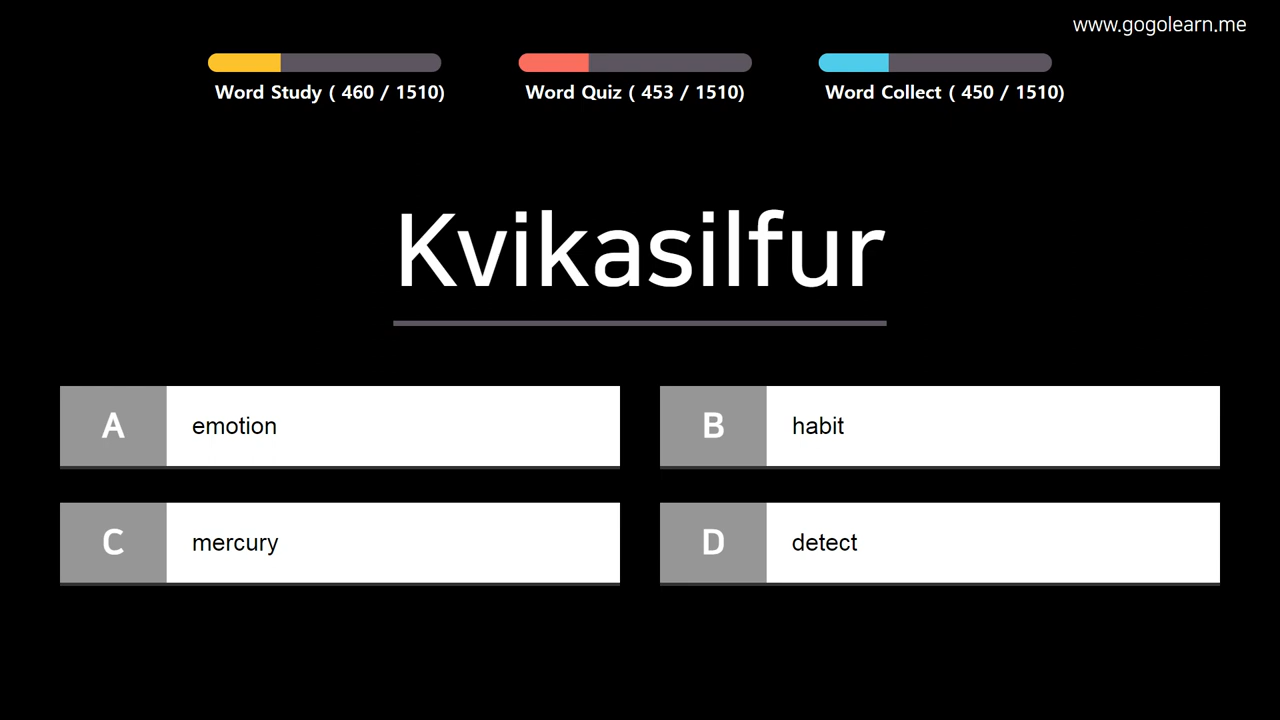 www.gogolearn.me
Word Study ( 460 / 1510)
Word Quiz ( 453 / 1510)
Word Collect ( 450 / 1510)
Kvikasilfur
A emotion
B habit
C mercury
D detect